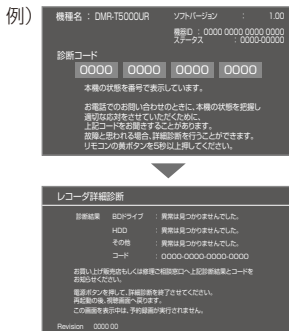 例)
機種名 : DMR-T5000UR ソフトバージョン : 1.00
機器ID : 0000 0000 0000 0000
ステータス : 0000-00000
診断コード
0000 0000 0000 0000
本機の状態を番号で表示しています。
お電話でのお問い合わせのときに、本機の状態を把握し
適切な応対をさせていただくために、
上記コードをお聞きすることがあります。
故障と思われる場合、詳細診断を行うことができます。
リモコンの黄ボタンを5秒以上押してください。
レコーダ詳細診断
診断結果 BDドライブ : 異常は見つかりませんでした。
HDD : 異常は見つかりませんでした。
その他 : 異常は見つかりませんでした。
コード : 0000-0000-0000-0000
お買い上げ販売店もしくは修理ご相談窓口へ上記診断結果とコードを
お知らせください。
電源ボタンを押して、詳細診断を終了させてください。
再起動の後、視聴画面へ戻ります。
この画面を表示中は、予約録画が実行されません。
Revision 0000 00